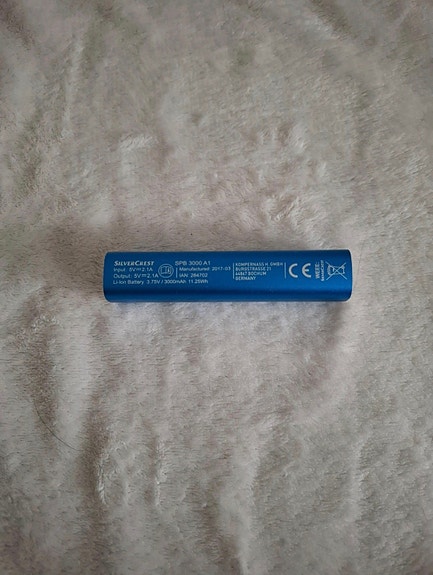 SILVERCREST
Input: 5V⎓2.1A
Output: 5V⎓2.1A
Li-Ion Battery 3.75V / 3000mAh 11.25Wh
SPB 3000 A1
Manufactured: 2017-03
IAN
KOMPERNASS H. GMBH
BURGSTRASSE 21
44867 BOCHUM
GERMANY
CE
WEEE: